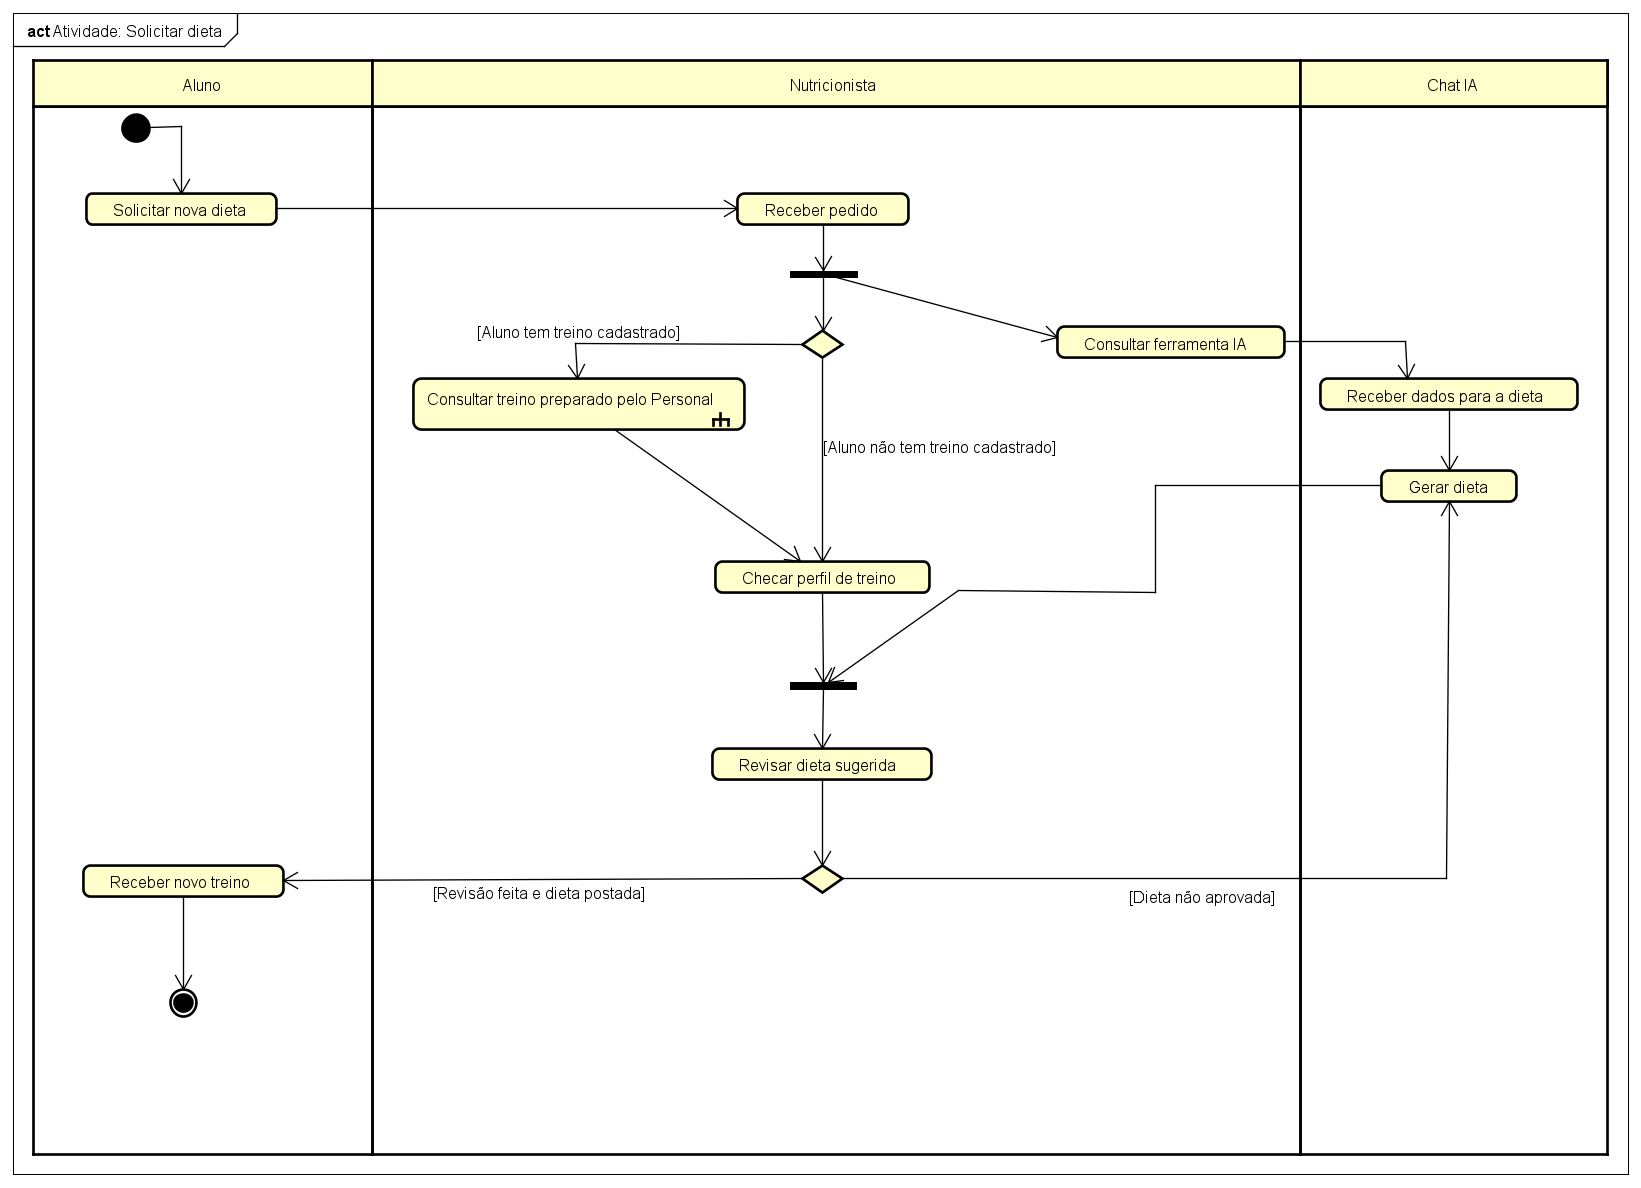 act Atividade: Solicitar dieta
Aluno
Nutricionista
Chat IA
Solicitar nova dieta
Receber pedido
[Aluno tem treino cadastrado]
Consultar ferramenta IA
Consultar treino preparado pelo Personal
Receber dados para a dieta
[Aluno não tem treino cadastrado]
Gerar dieta
Checar perfil de treino
Revisar dieta sugerida
Receber novo treino
[Revisão feita e dieta postada]
[Dieta não aprovada]